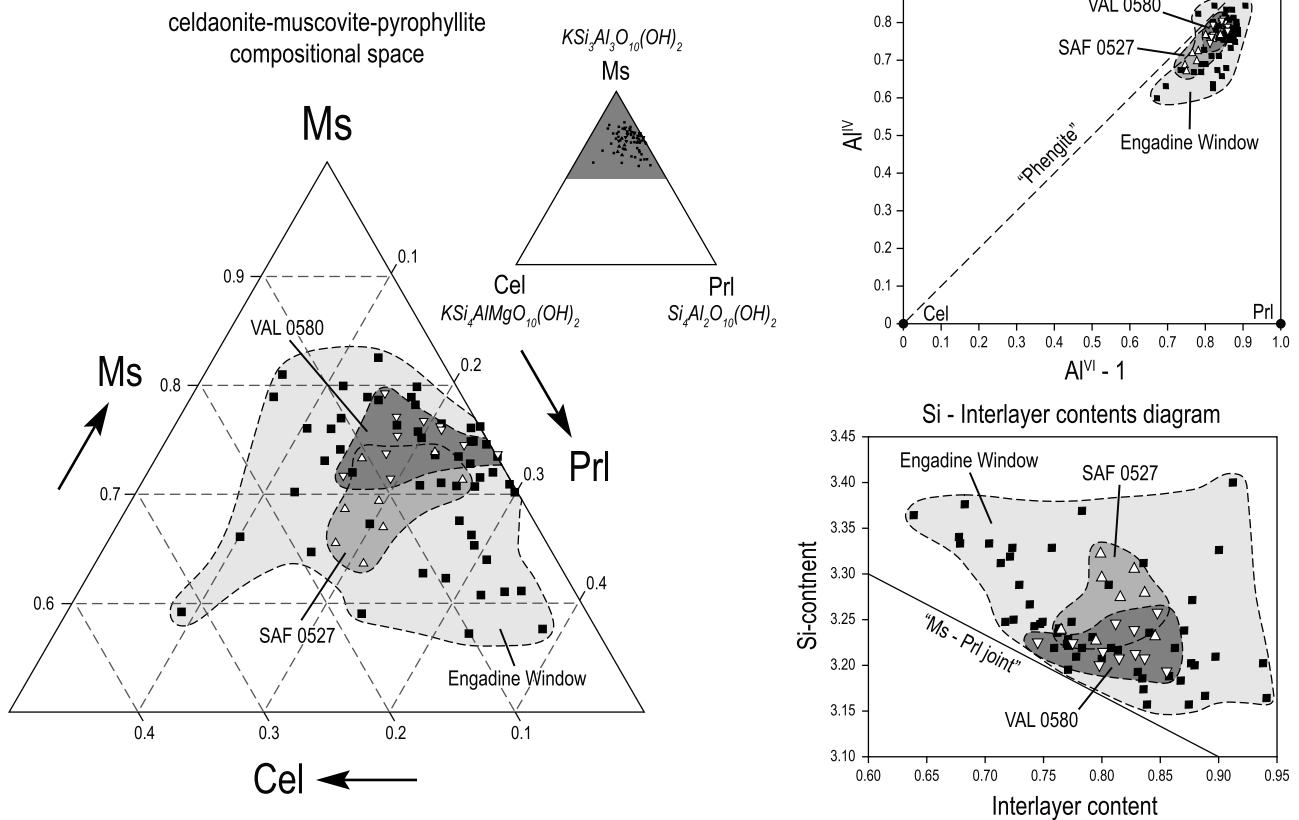 celdaonite-muscovite-pyrophyllite
compositional space
KSi3Al3O10(OH)2
Ms
Cel
Prl
KSi4AlMgO10(OH)2
Si4Al2O10(OH)2
Ms
0.9
0.1
VAL 0580
Ms
0.8
0.2
Prl
0.7
0.3
0.6
0.4
SAF 0527
Engadine Window
0.4
0.3
0.2
0.1
Cel
0.8
0.7
0.6
0.5
0.4
0.3
0.2
0.1
0
AlIV
VAL 0580
SAF 0527
Engadine Window
“Phengite”
Cel
Prl
0
0.1
0.2
0.3
0.4
0.5
0.6
0.7
0.8
0.9
1.0
AlVI - 1
Si - Interlayer contents diagram
3.45
3.40
3.35
3.30
3.25
3.20
3.15
3.10
Si-contnent
Engadine Window
SAF 0527
“Ms - Prl joint”
VAL 0580
0.60
0.65
0.70
0.75
0.80
0.85
0.90
0.95
Interlayer content